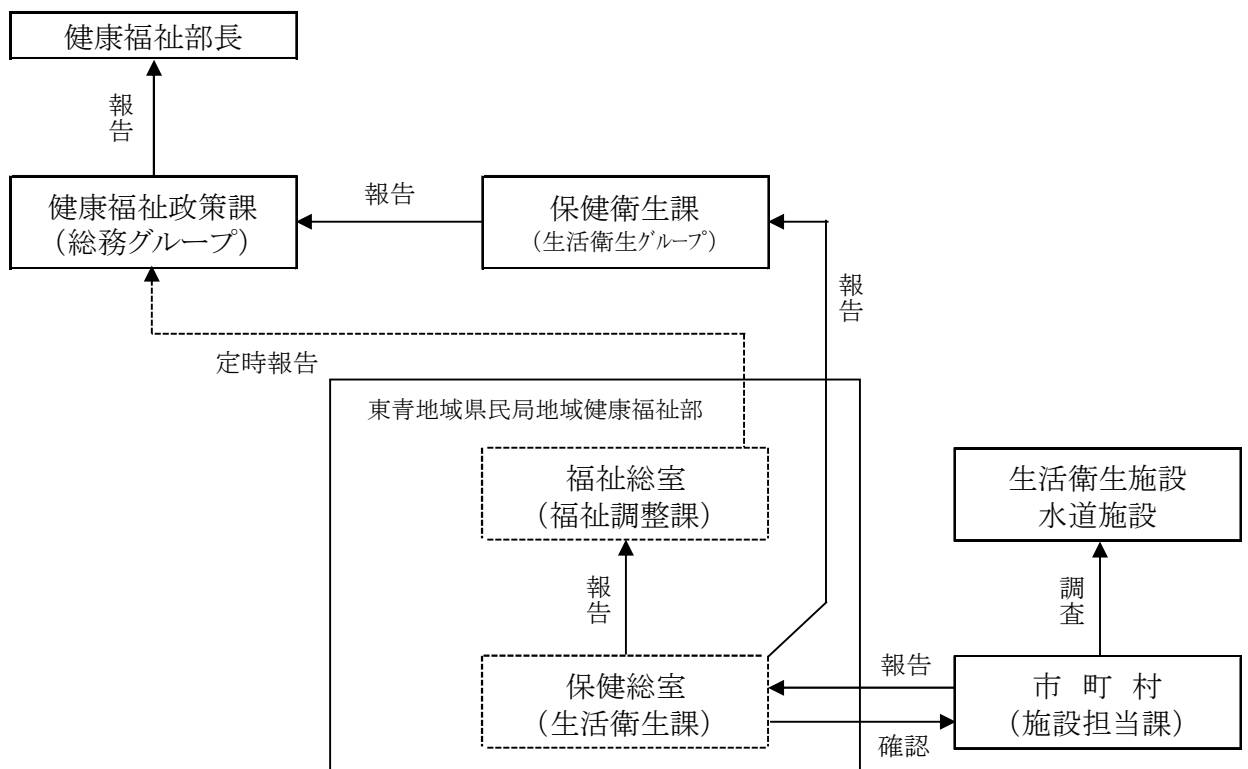 健康福祉部長
報告
健康福祉政策課
（総務グループ）
報告
保健衛生課
（生活衛生グループ）
報告
定時報告
東青地域県民局地域健康福祉部
福祉総室
（福祉調整課）
生活衛生施設
水道施設
報告
調査
保健総室
（生活衛生課）
報告
確認
市 町 村
（施設担当課）